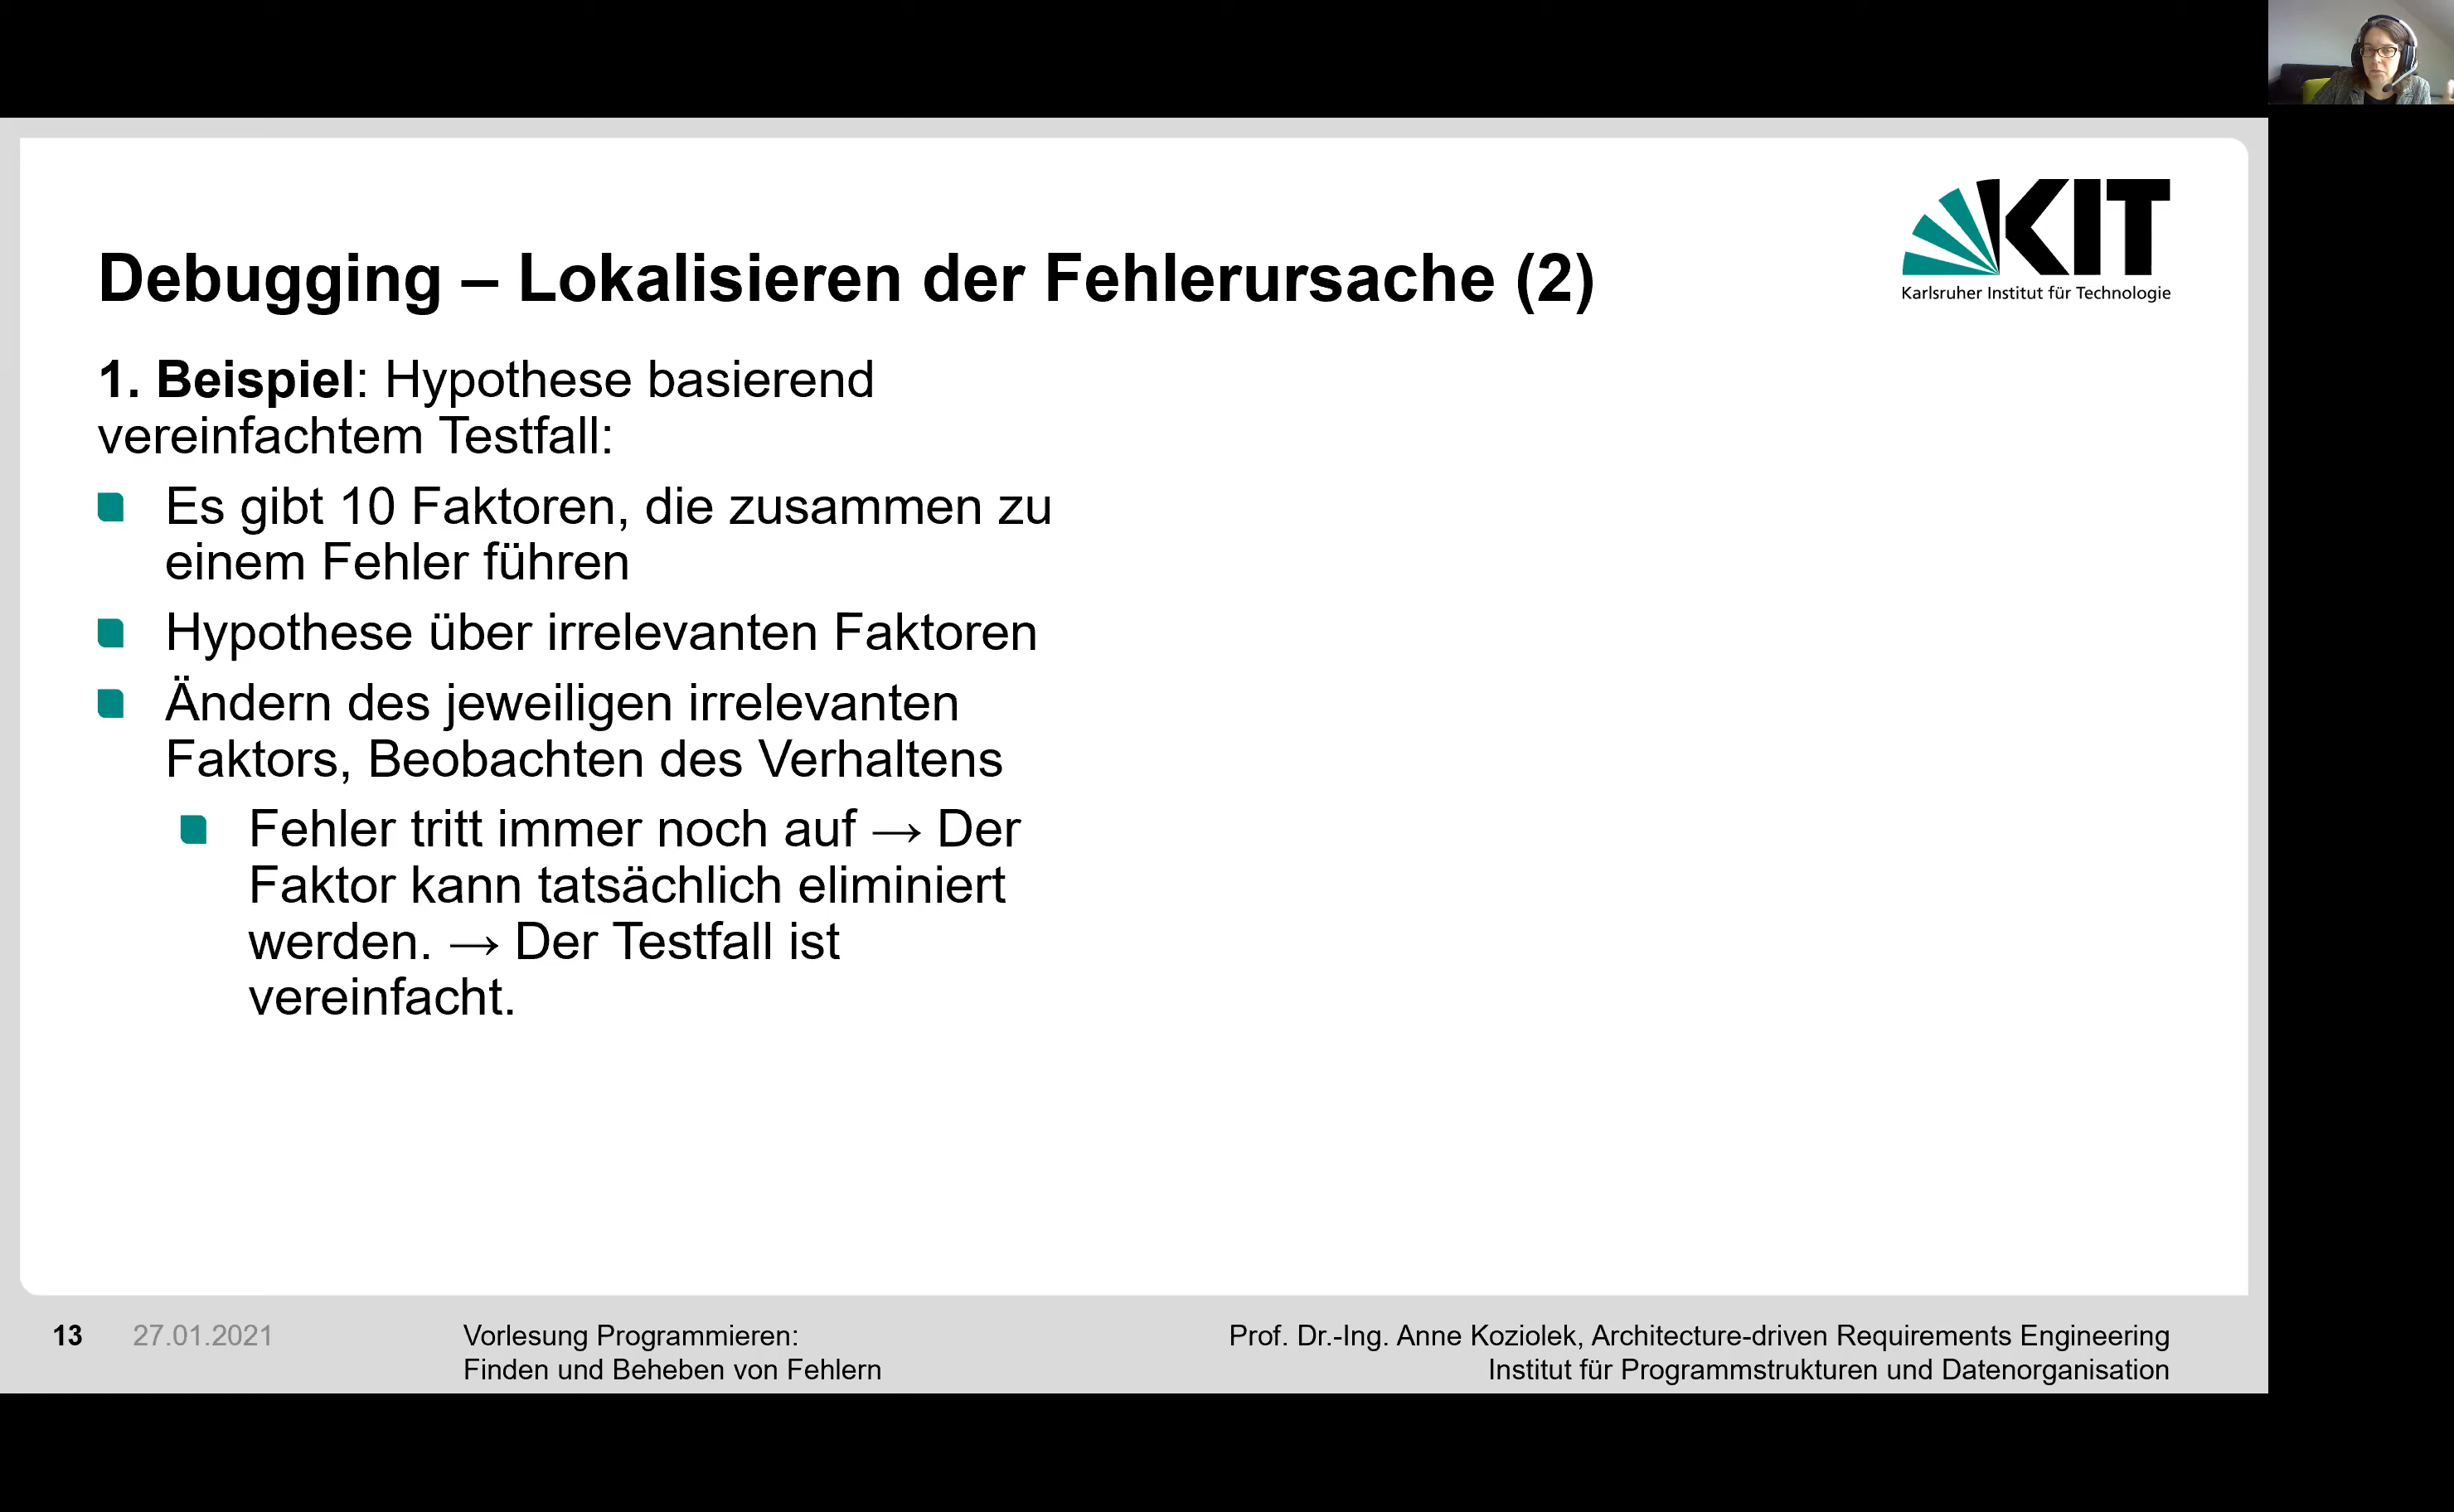 KIT
Karlsruher Institut für Technologie
Debugging – Lokalisieren der Fehlerursache (2)
1. Beispiel: Hypothese basierend
vereinfachtem Testfall:
Es gibt 10 Faktoren, die zusammen zu
einem Fehler führen
Hypothese über irrelevanten Faktoren
Ändern des jeweiligen irrelevanten
Faktors, Beobachten des Verhaltens
Fehler tritt immer noch auf → Der
Faktor kann tatsächlich eliminiert
werden. → Der Testfall ist
vereinfacht.
13
27.01.2021
Vorlesung Programmieren:
Finden und Beheben von Fehlern
Prof. Dr.-Ing. Anne Koziolek, Architecture-driven Requirements Engineering
Institut für Programmstrukturen und Datenorganisation